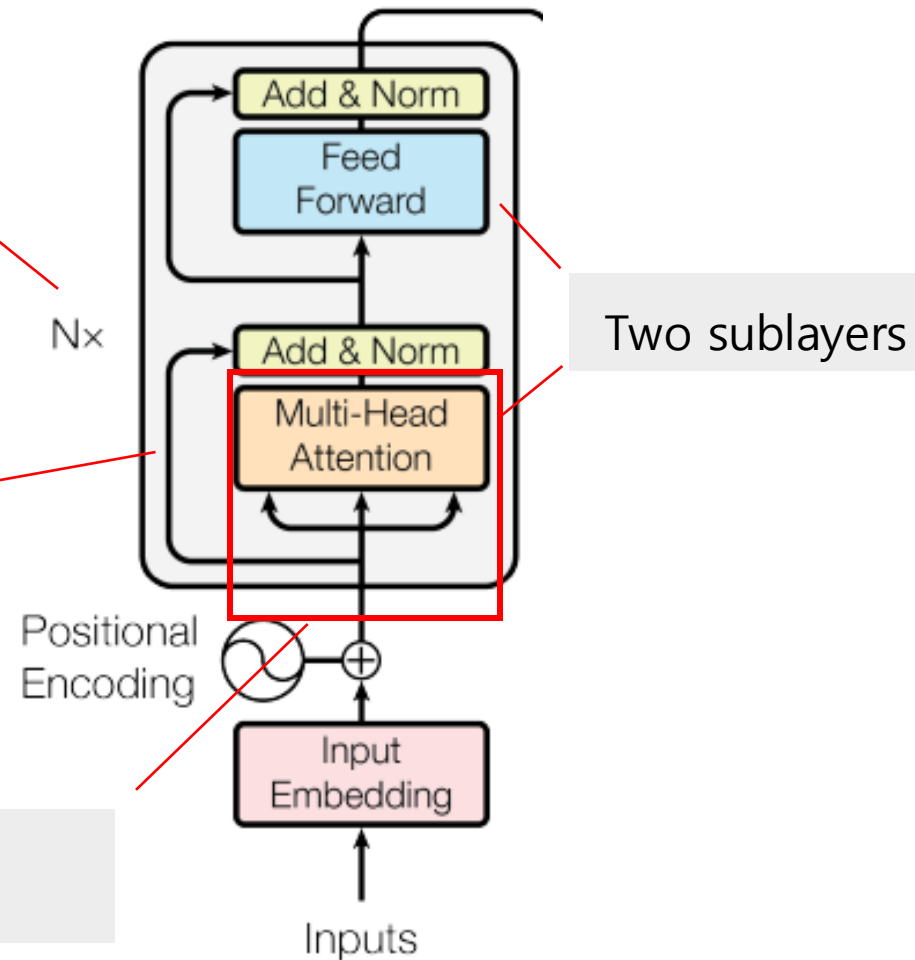 Add & Norm
Feed
Forward
Nx
Two sublayers
Add & Norm
Multi-Head
Attention
Positional
Encoding
Input
Embedding
Inputs